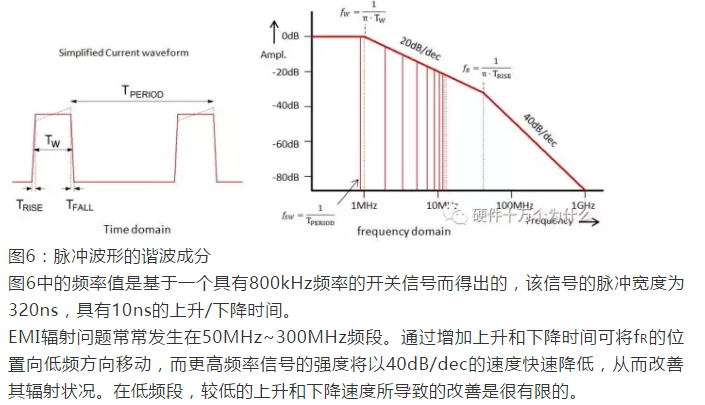 Simplified Current waveform
TPERIOD
TW
TRISE
TFALL
Time domain
fW = 1 / π · TW
0dB
Ampl.
20dB/dec
fR = 1 / π · TRISE
-20dB
-40dB
40dB/dec
-60dB
-80dB
fSW = 1 / TPERIOD
1MHz
10MHz
100MHz
1GHz
硬件十万个为什么
frequency domain
Frequency
图6：脉冲波形的谐波成分
图6中的频率值是基于一个具有800kHz频率的开关信号而得出的，该信号的脉冲宽度为
320ns，具有10ns的上升/下降时间。
EMI辐射问题常常发生在50MHz~300MHz频段。通过增加上升和下降时间可将fR的位
置向低频方向移动，而更高频率信号的强度将以40dB/dec的速度快速降低，从而改善
其辐射状况。在低频段，较低的上升和下降速度所导致的改善是很有限的。